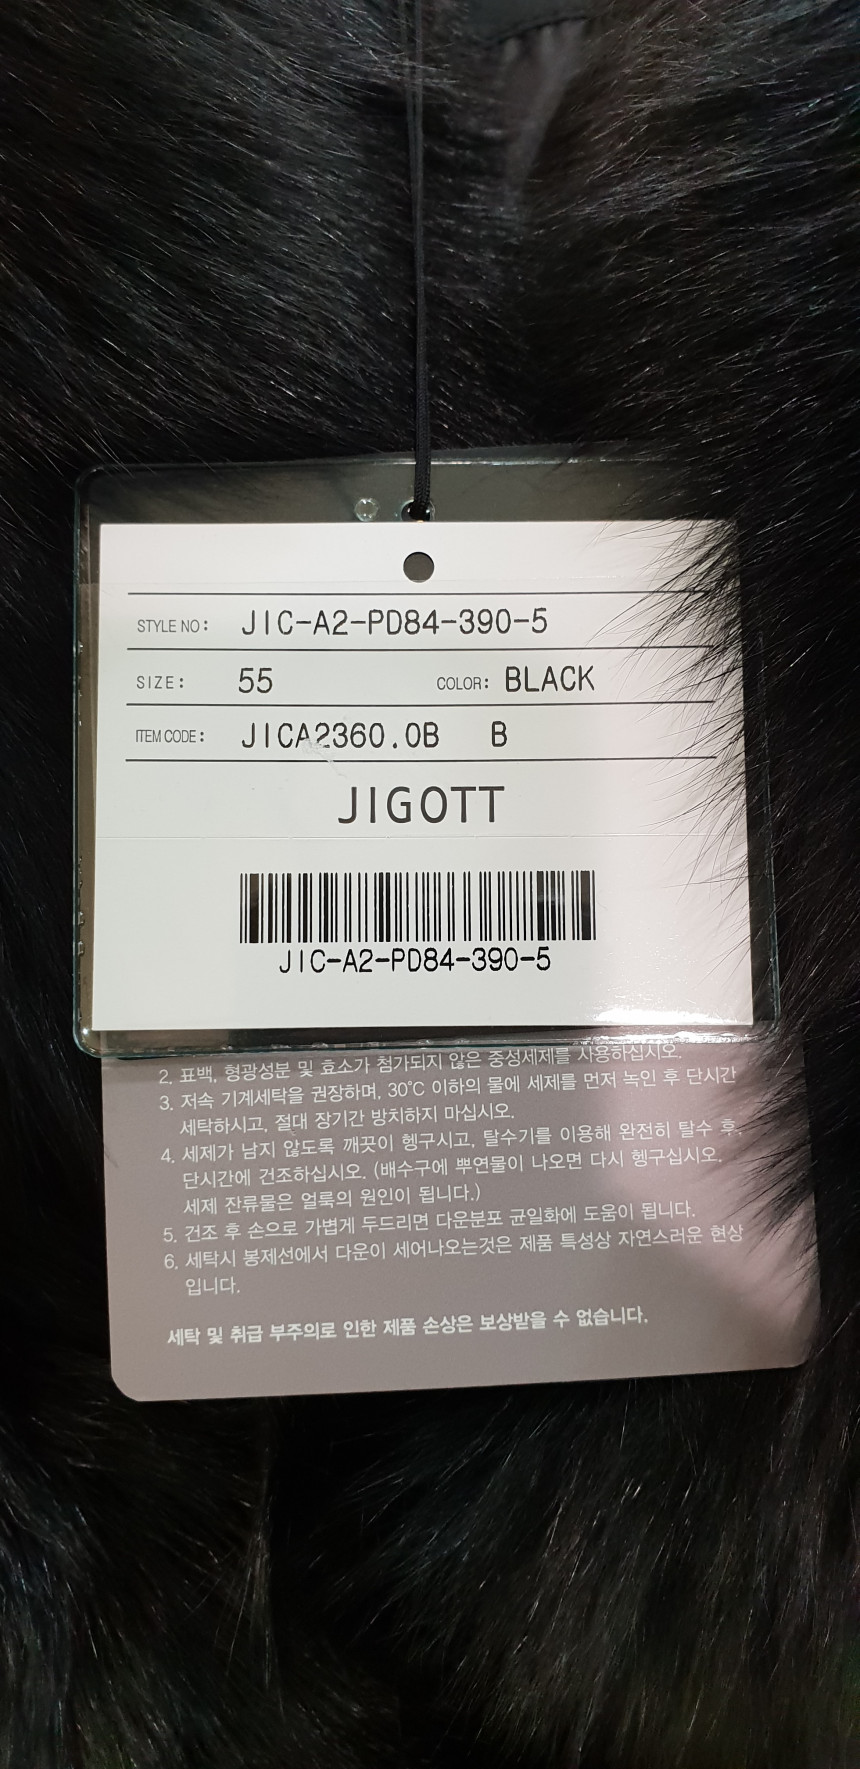 STYLE NO: JIC-A2-PD84-390-5
SIZE: 55 COLOR: BLACK
ITEM CODE: JICA2360.0B B
JIGOTT
JIC-A2-PD84-390-5
2. 표백, 형광성분 및 효소가 첨가되지 않은 중성세제를 사용하십시오.
3. 저속 기계세탁을 권장하며, 30℃ 이하의 물에 세제를 먼저 녹인 후 단시간
세탁하시고, 절대 장기간 방치하지 마십시오.
4. 세제가 남지 않도록 깨끗이 헹구시고, 탈수기를 이용해 완전히 탈수 후,
단시간에 건조하십시오. (배수구에 뿌연물이 나오면 다시 헹구십시오.
세제 잔류물은 얼룩의 원인이 됩니다.)
5. 건조 후 손으로 가볍게 두드리면 다운분포 균일화에 도움이 됩니다.
6. 세탁시 봉제선에서 다운이 세어나오는것은 제품 특성상 자연스러운 현상
입니다.
세탁 및 취급 부주의로 인한 제품 손상은 보상받을 수 없습니다.